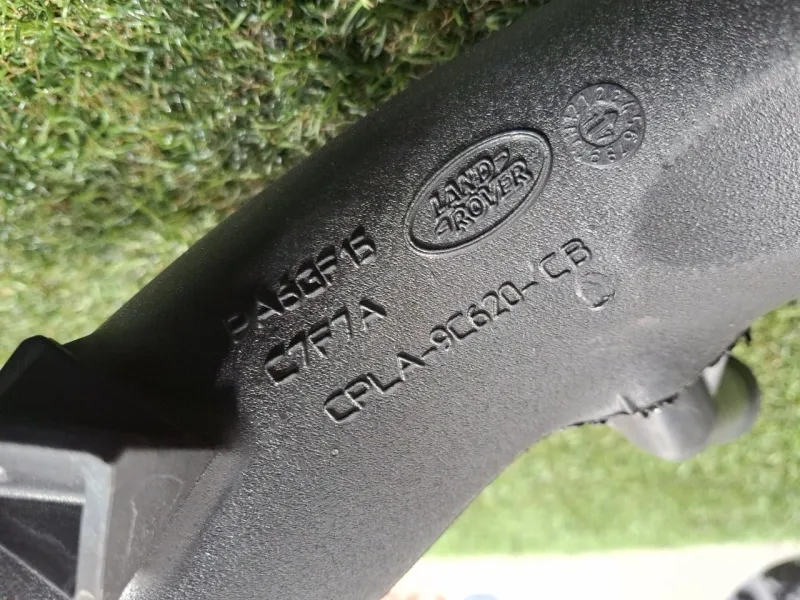 LAND-
ROVER
PA6GF15
C7F7A
CPLA-9C620-CB